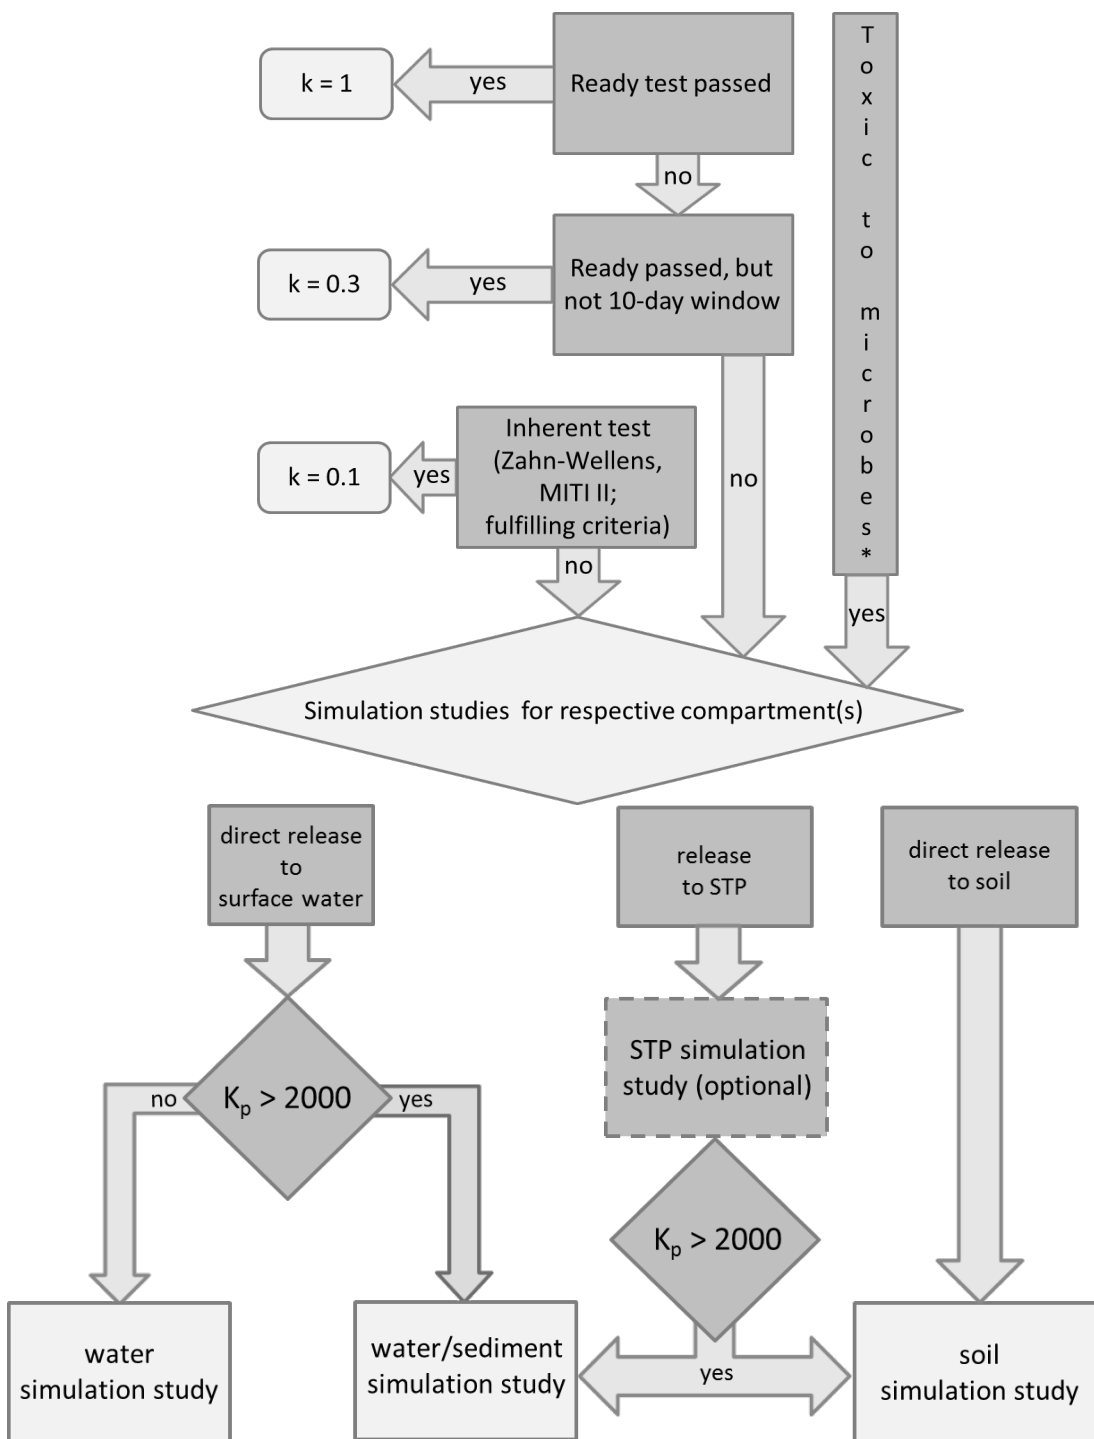 k = 1
yes
Ready test passed
no
k = 0.3
yes
Ready passed, but
not 10-day window
no
k = 0.1
yes
Inherent test
(Zahn-Wellens,
MITI II;
fulfilling criteria)
no
Toxic to microbes*
yes
Simulation studies for respective compartment(s)
direct release
to
surface water
release
to STP
direct release
to soil
STP simulation
study (optional)
no
Kp > 2000
yes
Kp > 2000
yes
water
simulation study
water/sediment
simulation study
soil
simulation study